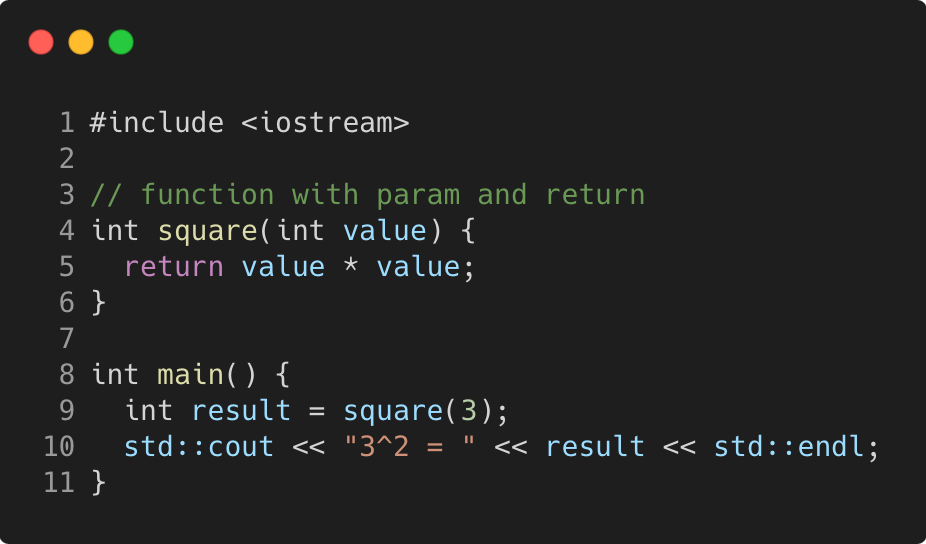 1 #include <iostream>
2
3 // function with param and return
4 int square(int value) {
5   return value * value;
6 }
7
8 int main() {
9   int result = square(3);
10   std::cout << "3^2 = " << result << std::endl;
11 }